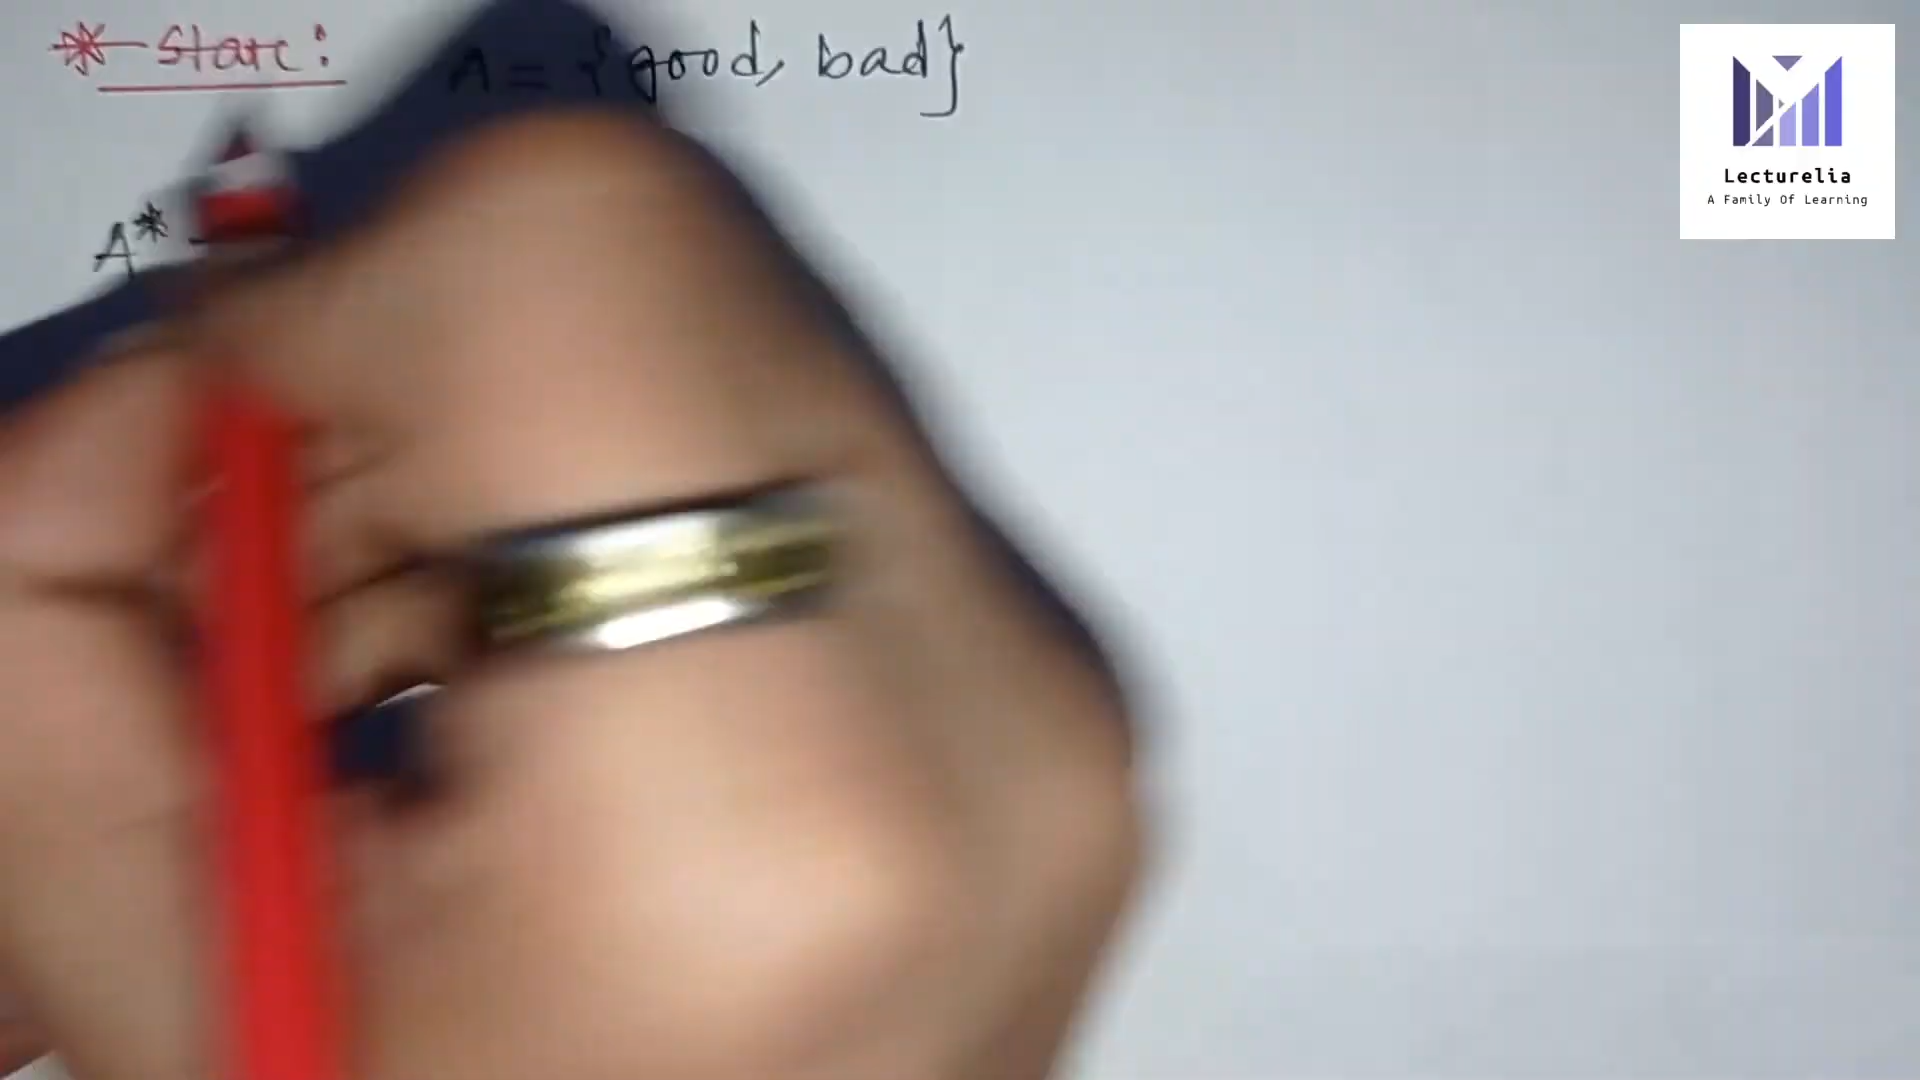 * Star:
A = {good, bad}
A*
Lecturelia
A Family Of Learning